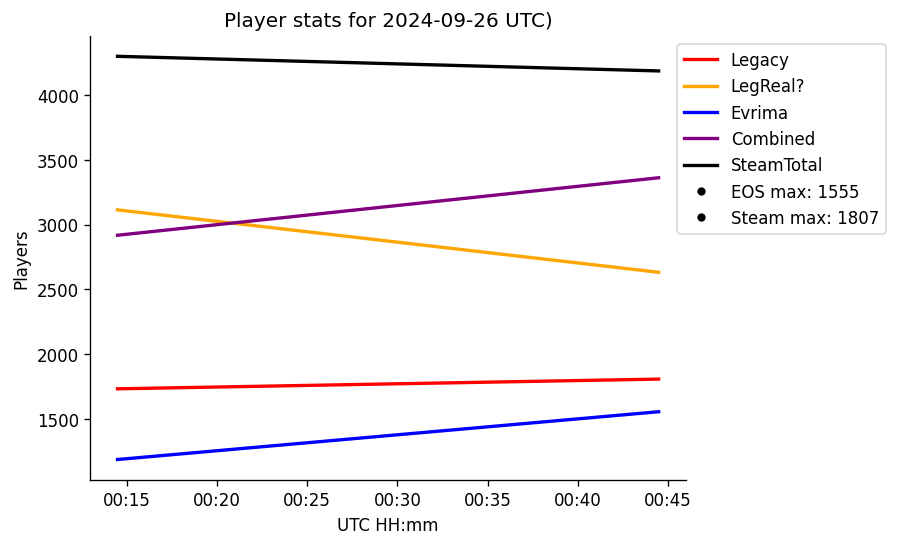 Player stats for 2024-09-26 UTC)
Legacy
LegReal?
Evrima
Combined
SteamTotal
EOS max: 1555
Steam max: 1807
Players
4000
3500
3000
2500
2000
1500
00:15 00:20 00:25 00:30 00:35 00:40 00:45
UTC HH:mm